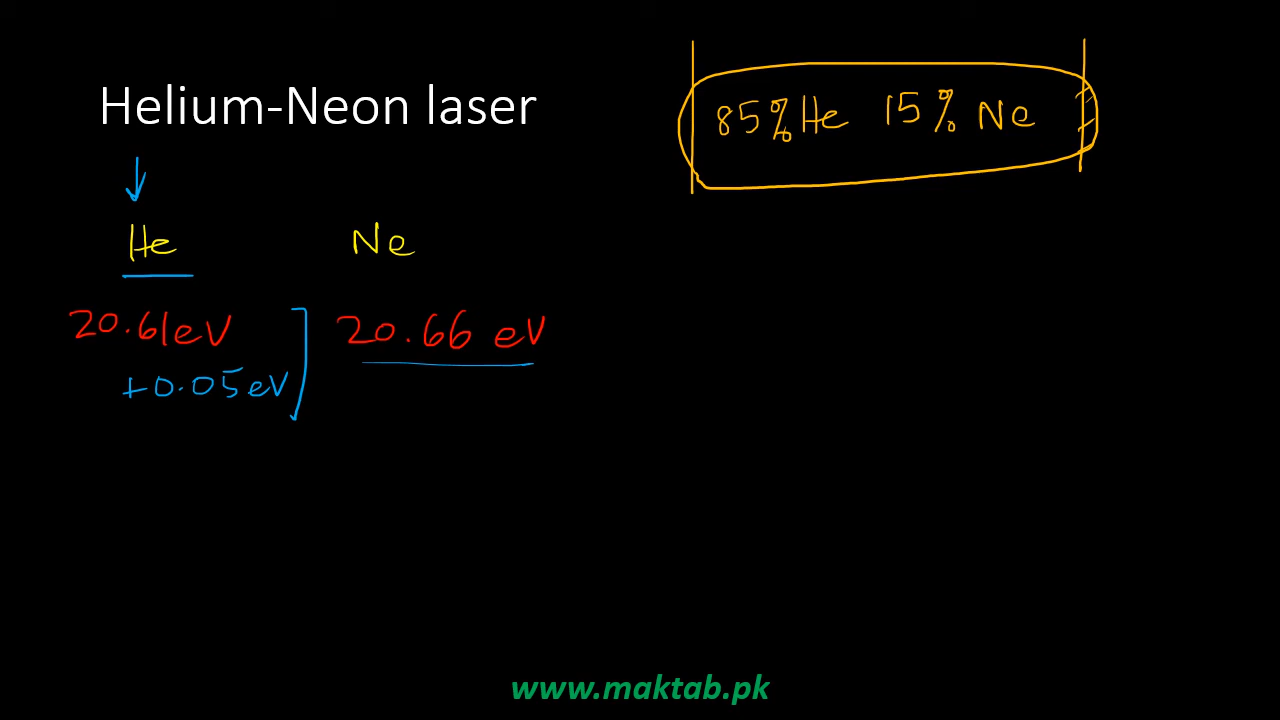 Helium-Neon laser
85% He 15% Ne
He Ne
20.61eV 20.66 eV
+0.05eV
www.maktab.pk